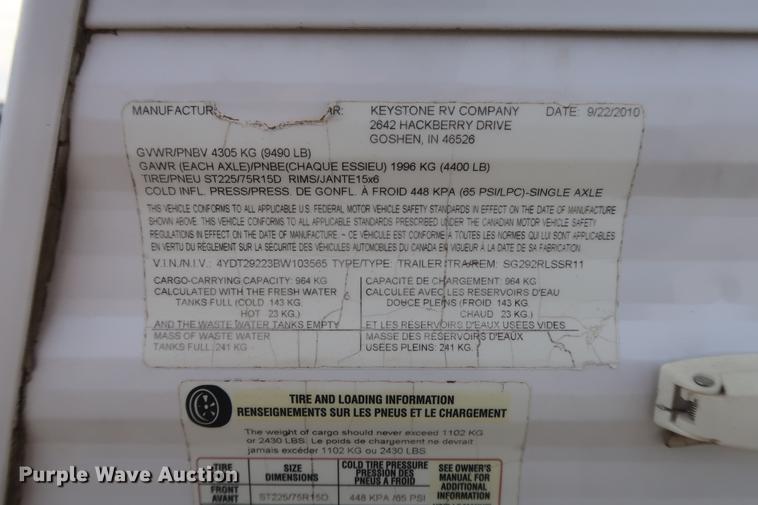 MANUFACTUR AR: KEYSTONE RV COMPANY DATE: 9/22/2010
2642 HACKBERRY DRIVE
GOSHEN, IN 46526
GVWR/PNBV 4305 KG (9490 LB)
GAWR (EACH AXLE)/PNBE(CHAQUE ESSIEU) 1996 KG (4400 LB)
TIRE/PNEU ST225/75R15D RIMS/JANTE15x6
COLD INFL. PRESS/PRESS. DE GONFL. À FROID 448 KPA (65 PSI/LPC)-SINGLE AXLE
THIS VEHICLE CONFORMS TO ALL APPLICABLE U.S. FEDERAL MOTOR VEHICLE SAFETY STANDARDS IN EFFECT ON THE DATE OF MANUFACTURE
SHOWN ABOVE. THIS VEHICLE CONFORMS TO ALL APPLICABLE STANDARDS PRESCRIBED UNDER THE CANADIAN MOTOR VEHICLE SAFETY
REGULATIONS IN EFFECT ON THE DATE OF MANUFACTURE. - CE VÉHICULE EST CONFORME À TOUTES LES NORMES QUI LUI SONT APPLICABLES
EN VERTU DU RÈGLEMENT SUR LA SÉCURITÉ DES VÉHICULES AUTOMOBILES DU CANADA EN VIGUEUR À LA DATE DE SA FABRICATION.
V.I.N./N.I.V.: 4YDT29223BW103565 TYPE/TYPE: TRAILER /TRA/REM: SG292RLSSR11
CARGO-CARRYING CAPACITY: 964 KG
CALCULATED WITH THE FRESH WATER
TANKS FULL (COLD: 143 KG.
HOT 23 KG.)
AND THE WASTE WATER TANKS EMPTY
MASS OF WASTE WATER
TANKS FULL: 241 KG
CAPACITÉ DE CHARGEMENT: 964 KG
CALCULÉE AVEC LES RÉSERVOIRS D'EAU
DOUCE PLEINS (FROID: 143 KG.
CHAUD 23 KG.)
ET LES RÉSERVOIRS D'EAUX USÉES VIDES
MASSE DES RÉSERVOIRS D'EAUX
USÉES PLEINS: 241 KG.
TIRE AND LOADING INFORMATION
RENSEIGNEMENTS SUR LES PNEUS ET LE CHARGEMENT
The weight of cargo should never exceed 1102 KG
or 2430 LBS. Le poids de chargement ne devrait
jamais excéder 1102 KG ou 2430 LBS.
TIRE
SIZE
DIMENSIONS
COLD TIRE PRESSURE
PRESSION DES
PNEUS A FROID
SEE OWNER'S
MANUAL FOR
ADDITIONAL
INFORMATION
FRONT
AVANT
ST225/75R15D
448 KPA /65 PSI
Purple Wave Auction